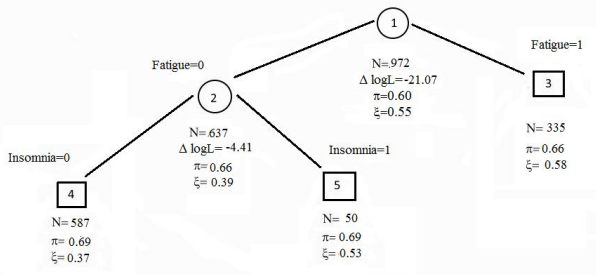 1
N=.972
Δ logL=-21.07
π=0.60
ξ=0.55
Fatigue=0
Fatigue=1
2
N=.637
Δ logL= -4.41
π=0.66
ξ= 0.39
3
N= 335
π=0.66
ξ= 0.58
Insomnia=0
Insomnia=1
4
N= 587
π= 0.69
ξ=0.37
5
N= 50
π= 0.69
ξ=0.53